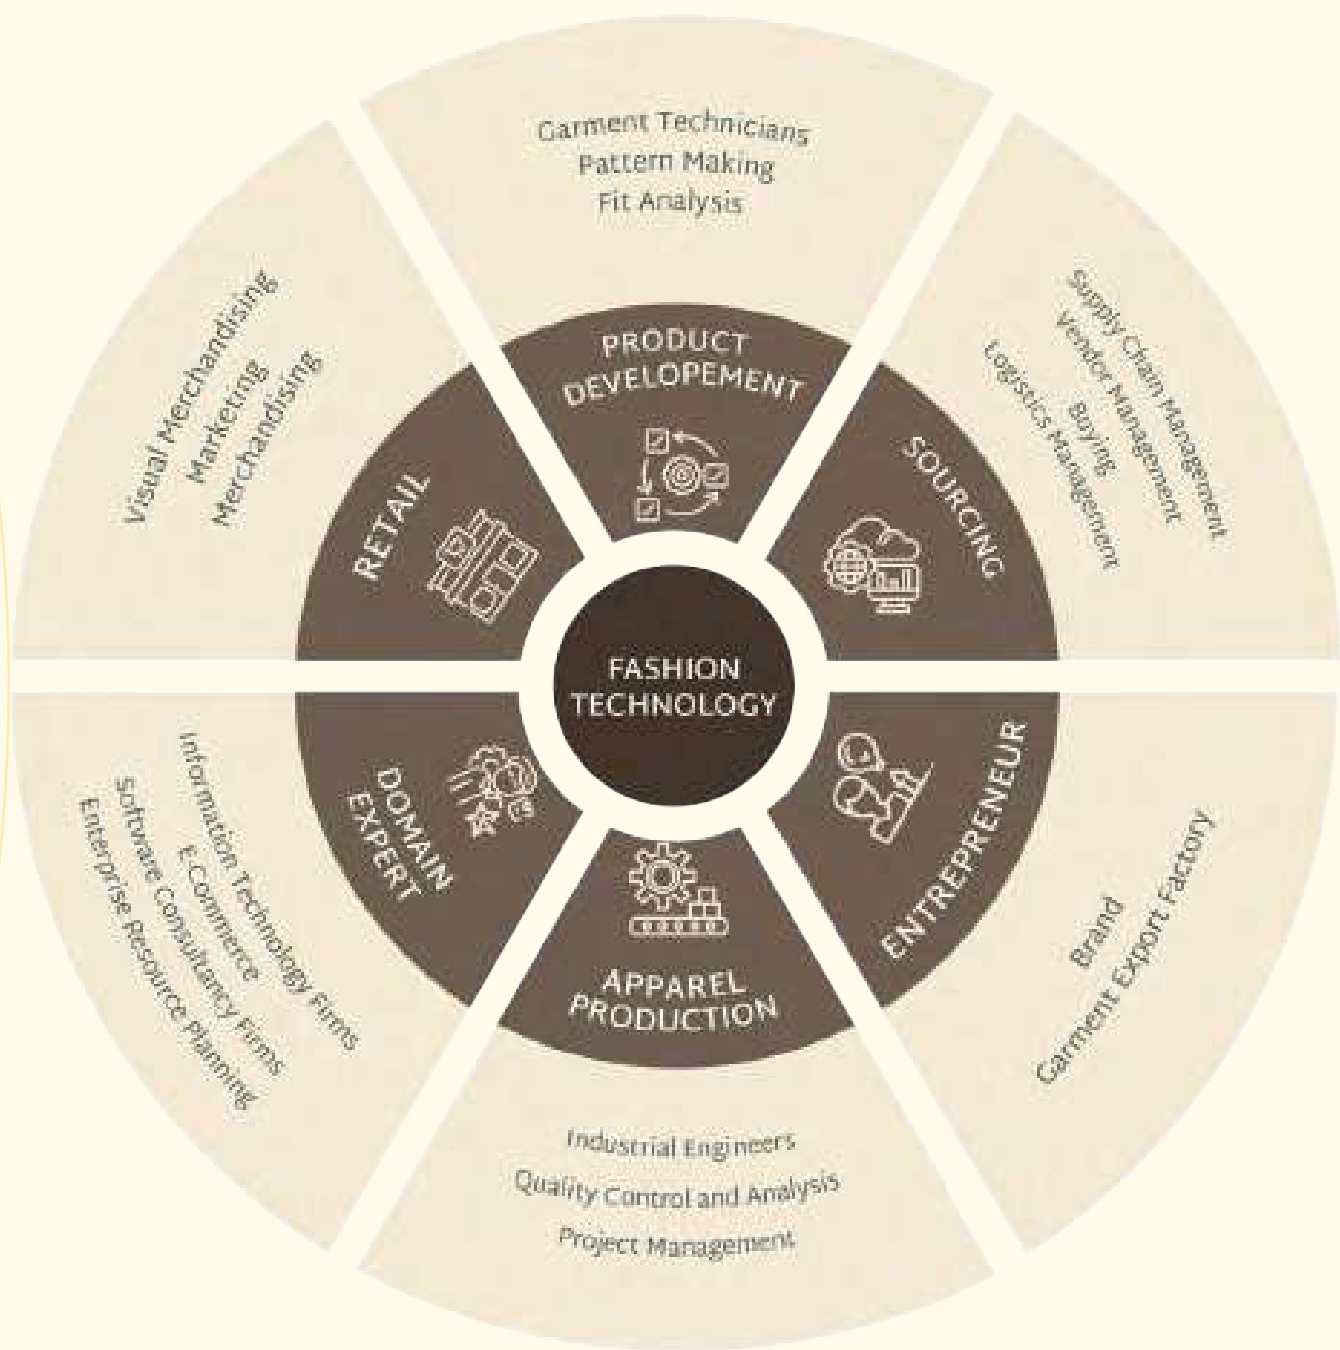 Garment Technicians
Pattern Making
Fit Analysis
PRODUCT
DEVELOPEMENT
Supply Chain Management
Vendor Management
Buying
Logistics Management
SOURCING
ENTREPRENEUR
Brand
Garment Export Factory
APPAREL
PRODUCTION
Industrial Engineers
Quality Control and Analysis
Project Management
DOMAIN
EXPERT
Information Technology Firms
E-Commerce
Software Consultancy Firms
Enterprise Resource Planning
RETAIL
Visual Merchandising
Marketing
Merchandising
FASHION
TECHNOLOGY